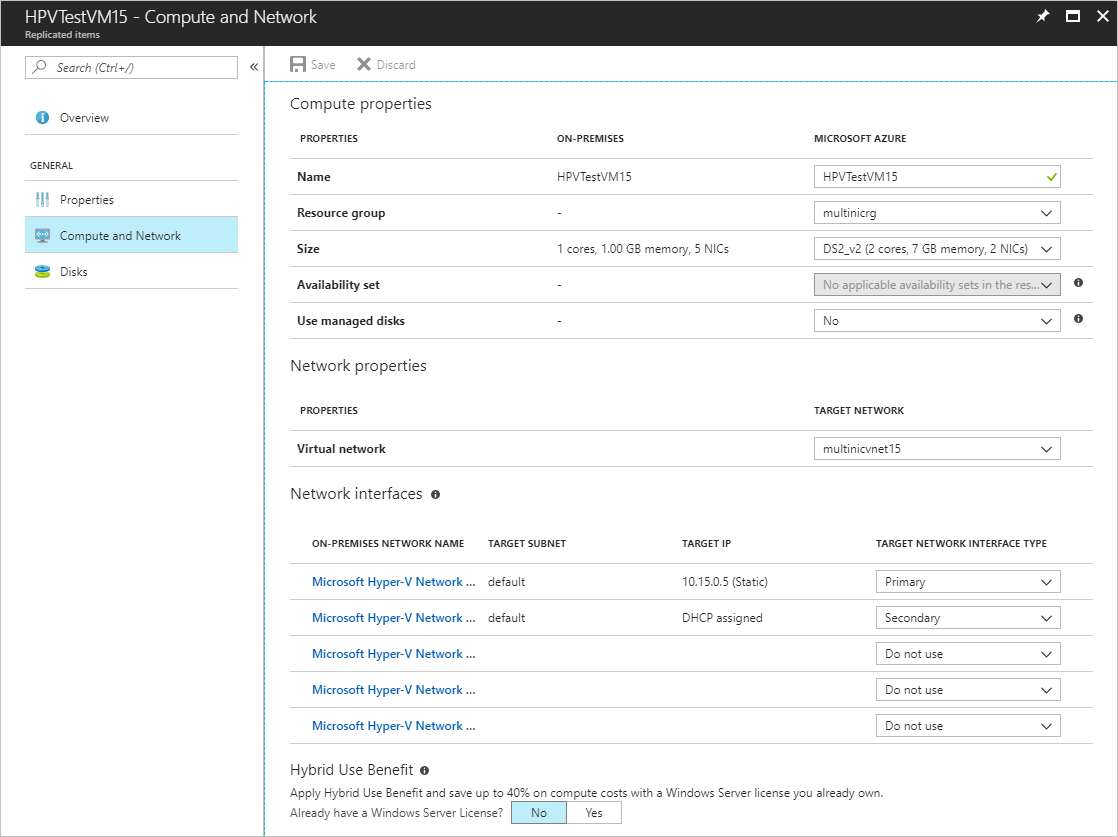 HPVTestVM15 - Compute and Network
Replicated items
Search (Ctrl+/)
«
Save Discard
Overview
GENERAL
Properties
Compute and Network
Disks
Compute properties
PROPERTIES ON-PREMISES MICROSOFT AZURE
Name HPVTestVM15 HPVTestVM15
Resource group - multinicrg
Size 1 cores, 1.00 GB memory, 5 NICs DS2_v2 (2 cores, 7 GB memory, 2 NICs)
Availability set - No applicable availability sets in the res...
Use managed disks - No
Network properties
PROPERTIES TARGET NETWORK
Virtual network multinicvnet15
Network interfaces
ON-PREMISES NETWORK NAME TARGET SUBNET TARGET IP TARGET NETWORK INTERFACE TYPE
Microsoft Hyper-V Network ... default 10.15.0.5 (Static) Primary
Microsoft Hyper-V Network ... default DHCP assigned Secondary
Microsoft Hyper-V Network ... Do not use
Microsoft Hyper-V Network ... Do not use
Microsoft Hyper-V Network ... Do not use
Hybrid Use Benefit
Apply Hybrid Use Benefit and save up to 40% on compute costs with a Windows Server license you already own.
Already have a Windows Server License? No Yes